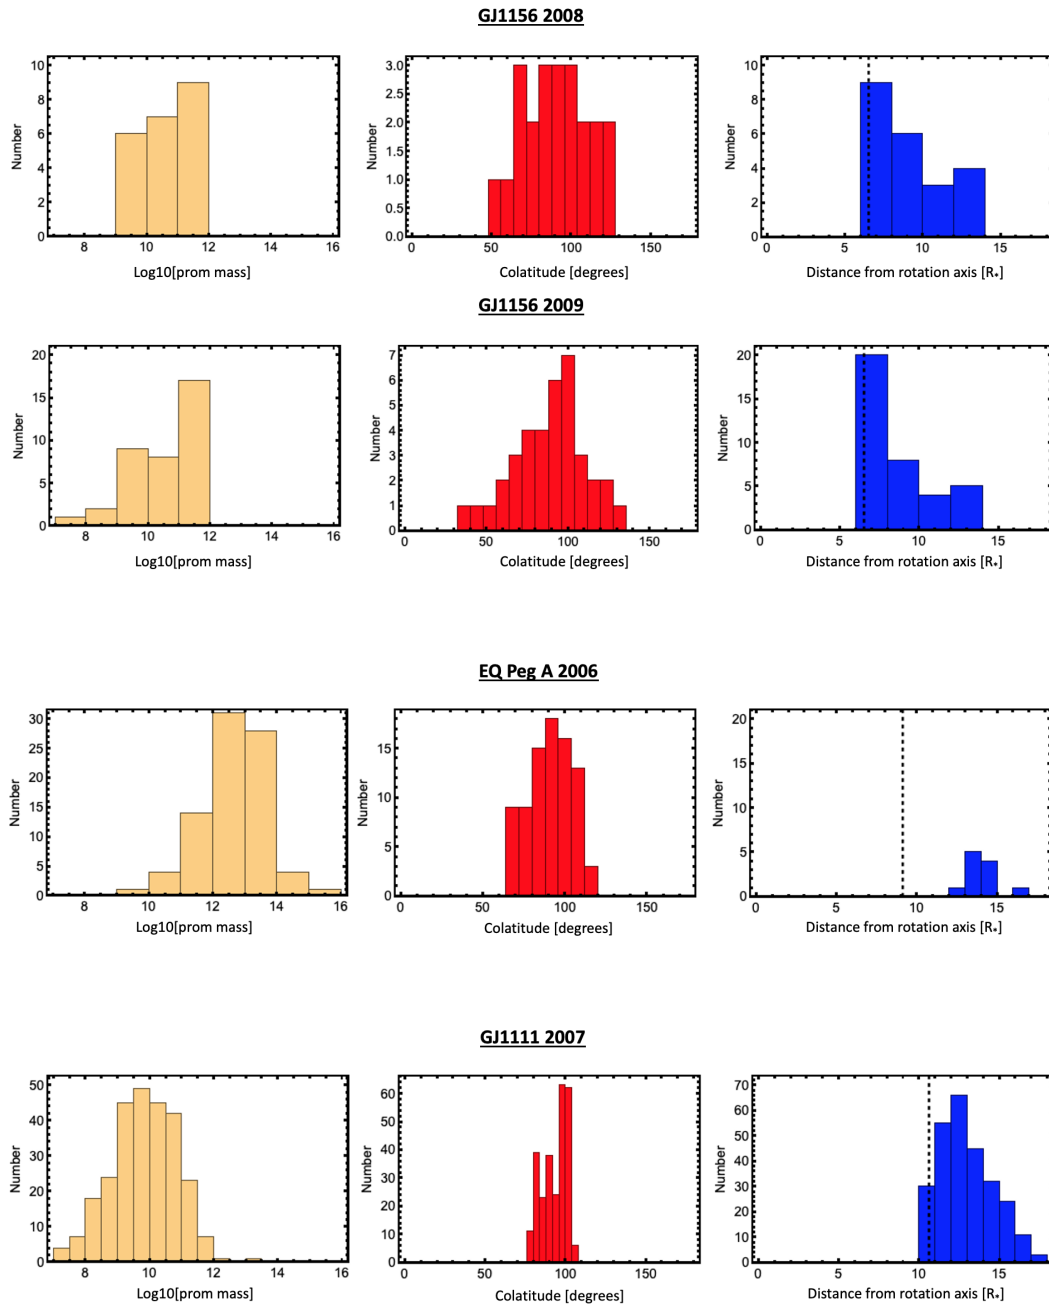 GJ1156 2008
10
8
6
4
2
0
Number
8 10 12 14 16
Log10[prom mass]
3.0
2.5
2.0
1.5
1.0
0.5
0.0
Number
0 50 100 150
Colatitude [degrees]
10
8
6
4
2
0
Number
0 5 10 15
Distance from rotation axis [R*]
GJ1156 2009
20
15
10
5
0
Number
8 10 12 14 16
Log10[prom mass]
7
6
5
4
3
2
1
0
Number
0 50 100 150
Colatitude [degrees]
20
15
10
5
0
Number
0 5 10 15
Distance from rotation axis [R*]
EQ Peg A 2006
30
25
20
15
10
5
0
Number
8 10 12 14 16
Log10[prom mass]
15
10
5
0
Number
0 50 100 150
Colatitude [degrees]
20
15
10
5
0
Number
0 5 10 15
Distance from rotation axis [R*]
GJ1111 2007
50
40
30
20
10
0
Number
8 10 12 14 16
Log10[prom mass]
60
50
40
30
20
10
0
Number
0 50 100 150
Colatitude [degrees]
70
60
50
40
30
20
10
0
Number
0 5 10 15
Distance from rotation axis [R*]